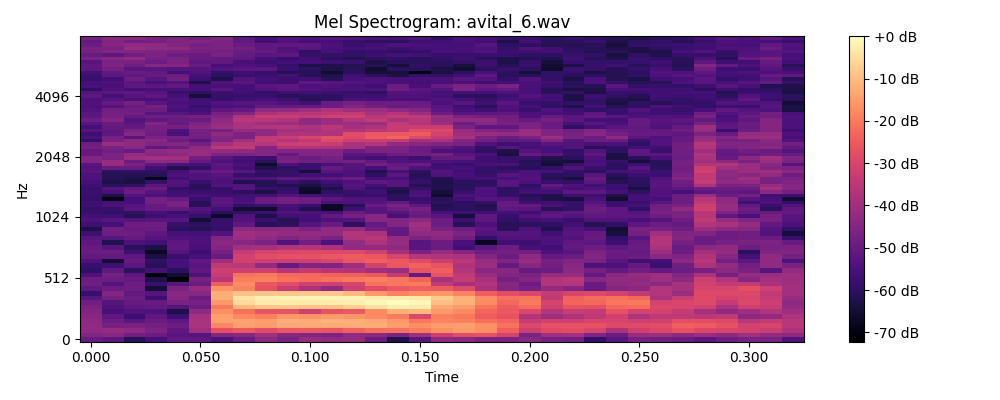 Mel Spectrogram: avital_6.wav
+0 dB
4096
-10 dB
-20 dB
2048
-30 dB
Hz
1024
-40 dB
-50 dB
512
-60 dB
0
-70 dB
0.000 0.050 0.100 0.150 0.200 0.250 0.300
Time